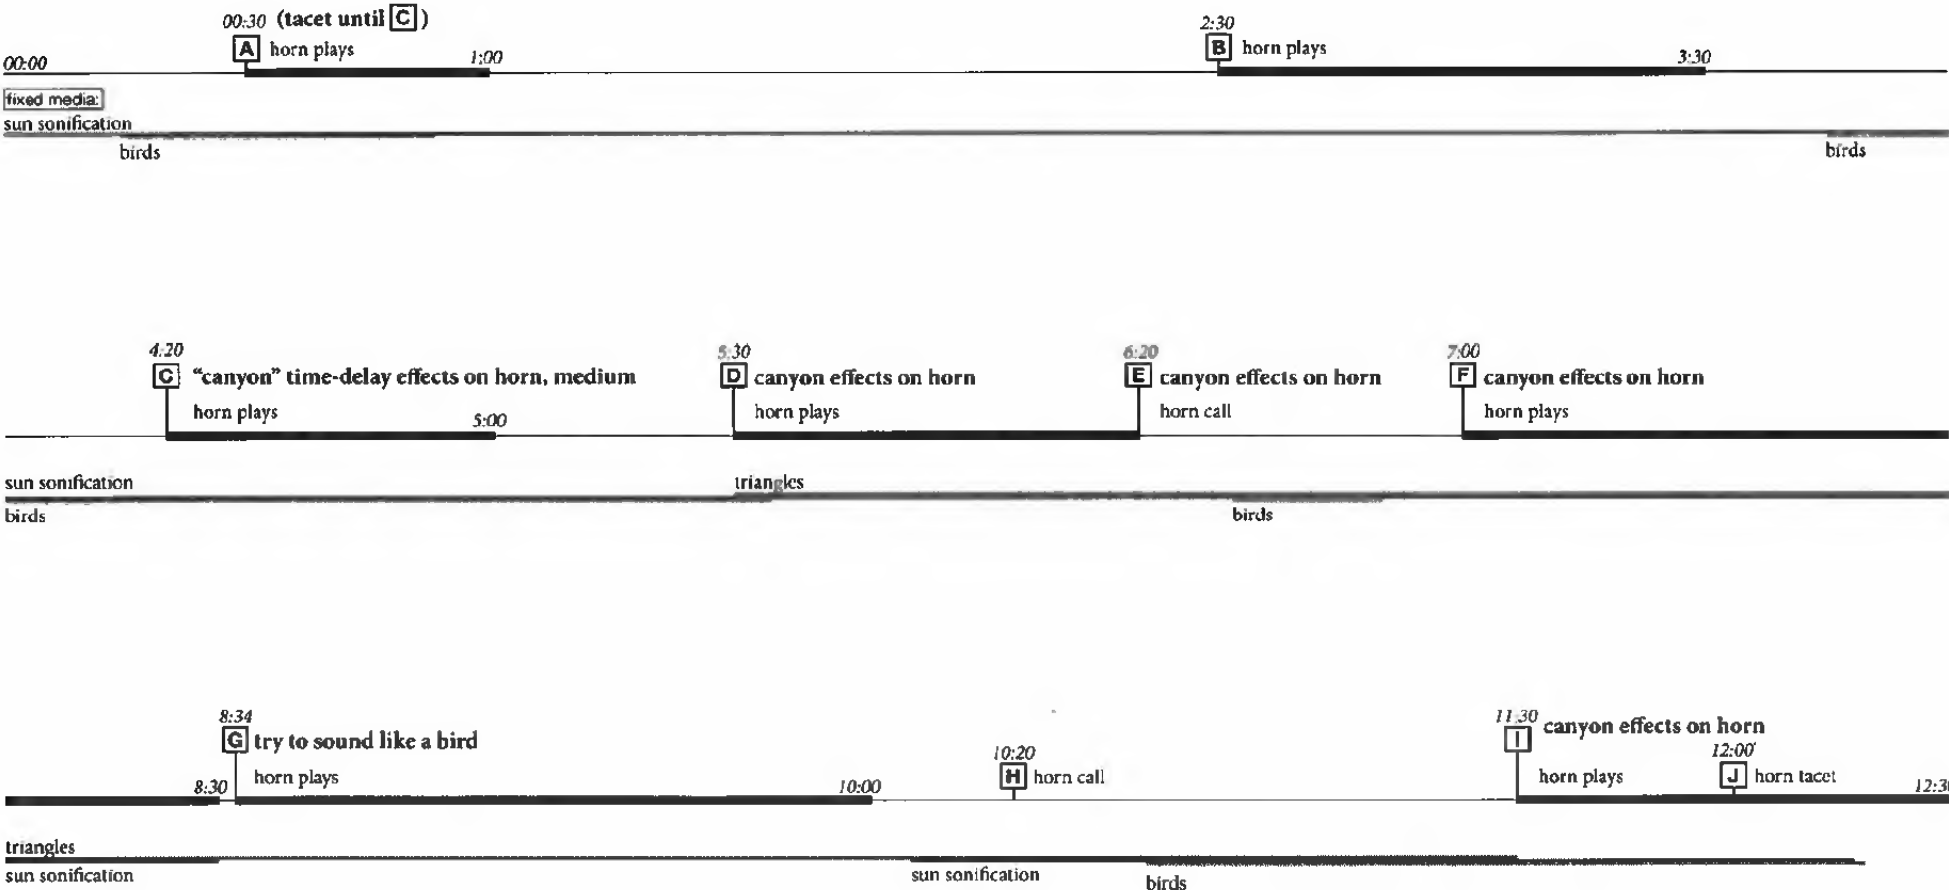 00:30 (tacet until C)
A horn plays
1:00
2:30
B horn plays
3:30
00:00
fixed media:
sun sonification
birds
birds
4:20
C "canyon" time-delay effects on horn, medium
horn plays
5:00
5:30
D canyon effects on horn
horn plays
6:20
E canyon effects on horn
horn call
7:00
F canyon effects on horn
horn plays
sun sonification
birds
triangles
birds
8:34
G try to sound like a bird
8:30
horn plays
10:00
10:20
H horn call
11:30
I canyon effects on horn
horn plays
12:00
J horn tacet
12:30
triangles
sun sonification
sun sonification
birds